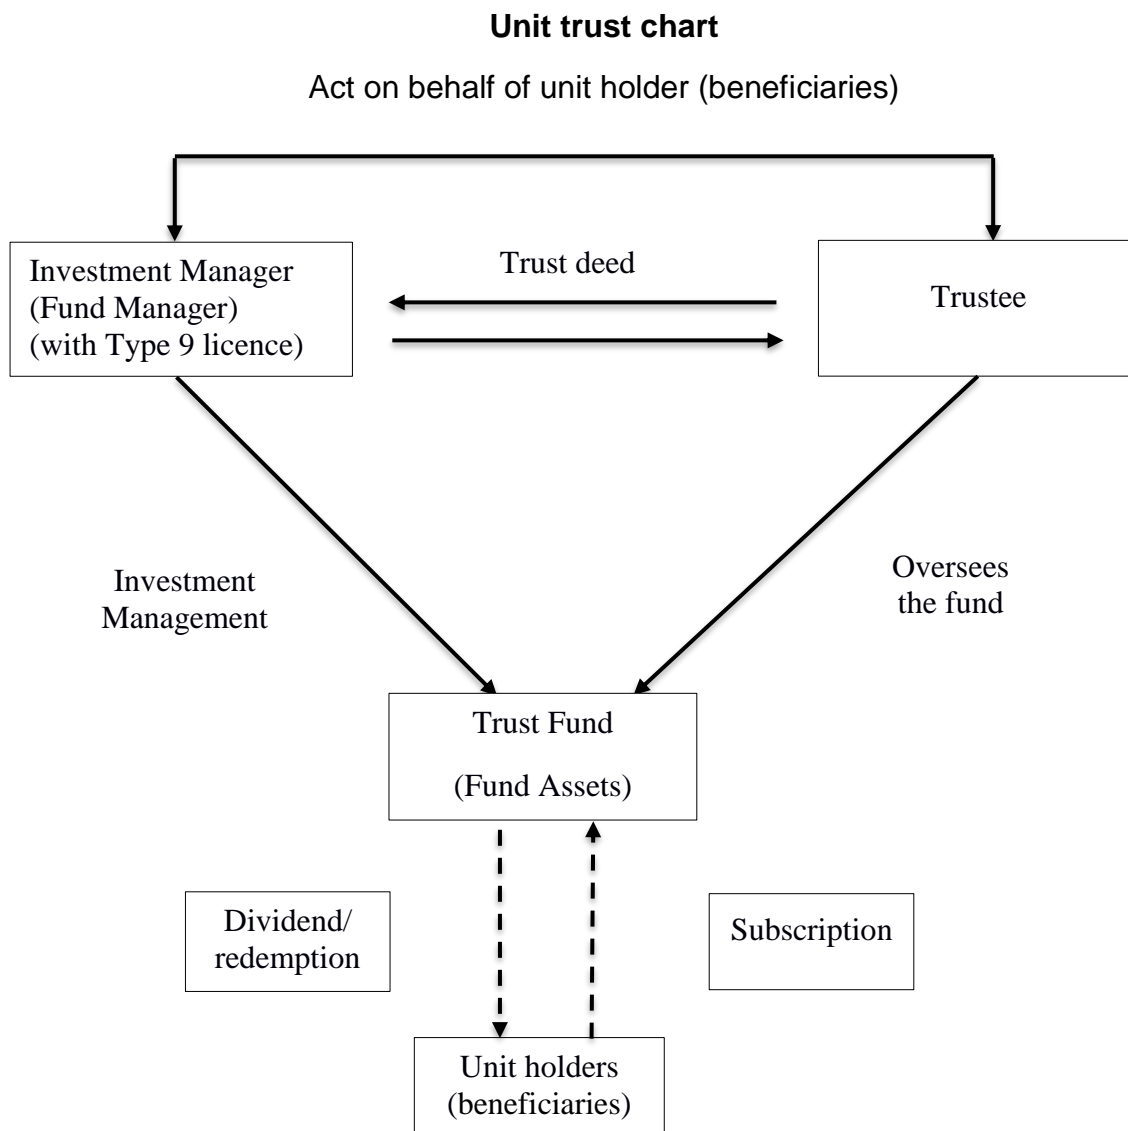 Unit trust chart
Act on behalf of unit holder (beneficiaries)
Investment Manager
(Fund Manager)
(with Type 9 licence)
Trust deed
Trustee
Investment
Management
Oversees
the fund
Trust Fund
(Fund Assets)
Dividend/
redemption
Subscription
Unit holders
(beneficiaries)